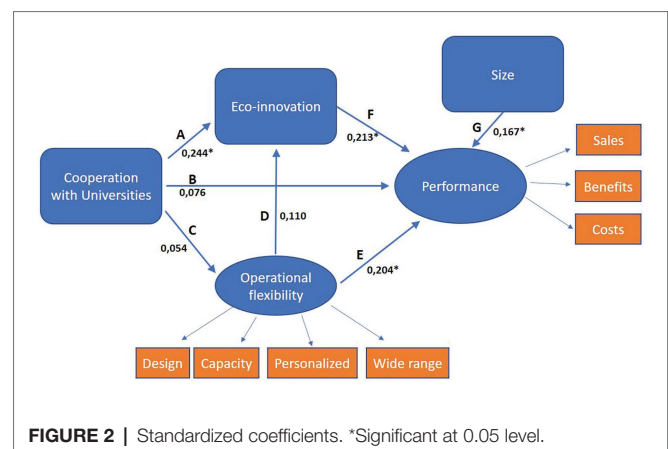 Size
Eco-innovation
A
0,244*
F
0,213*
G
0,167*
Sales
Cooperation
with Universities
B
0,076
Performance
Benefits
C
0,054
D
0,110
E
0,204*
Costs
Operational
flexibility
Design
Capacity
Personalized
Wide range
FIGURE 2 | Standardized coefficients. *Significant at 0.05 level.